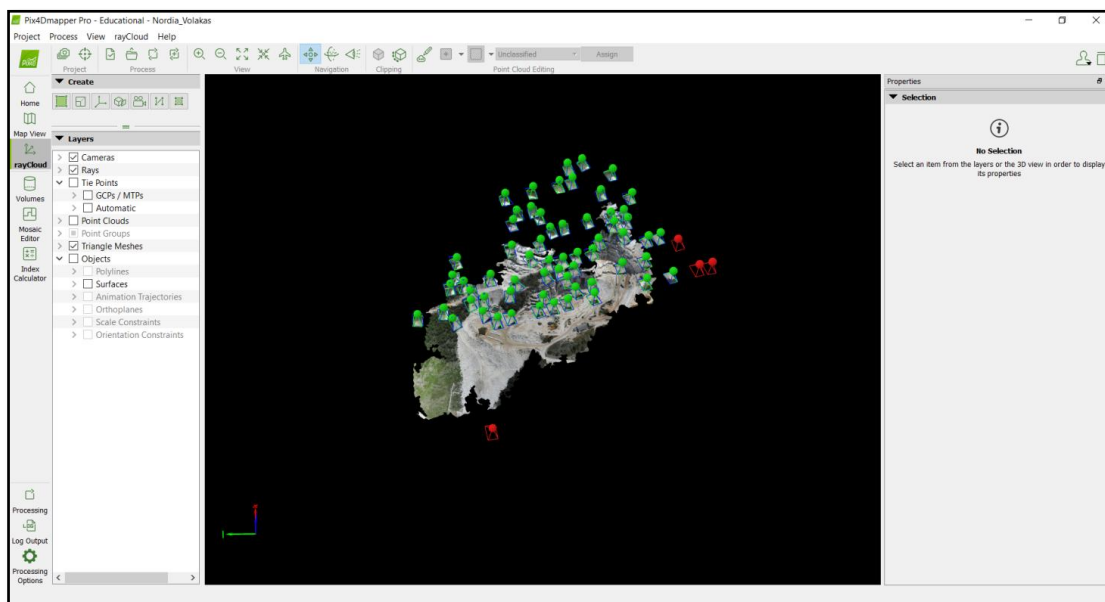 Pix4Dmapper Pro - Educational - Nordia_Volakas
Project Process View rayCloud Help
Project Process View Navigation Clipping Point Cloud Editing
Unclassified Assign
Home
Map View
rayCloud
Volumes
Mosaic
Editor
Index
Calculator
Processing
Log Output
Processing
Options
Create
Layers
Cameras
Rays
Tie Points
GCPs / MTPs
Automatic
Point Clouds
Point Groups
Triangle Meshes
Objects
Polylines
Surfaces
Animation Trajectories
Orthoplanes
Scale Constraints
Orientation Constraints
Properties
Selection
No Selection
Select an item from the layers or the 3D view in order to display
its properties